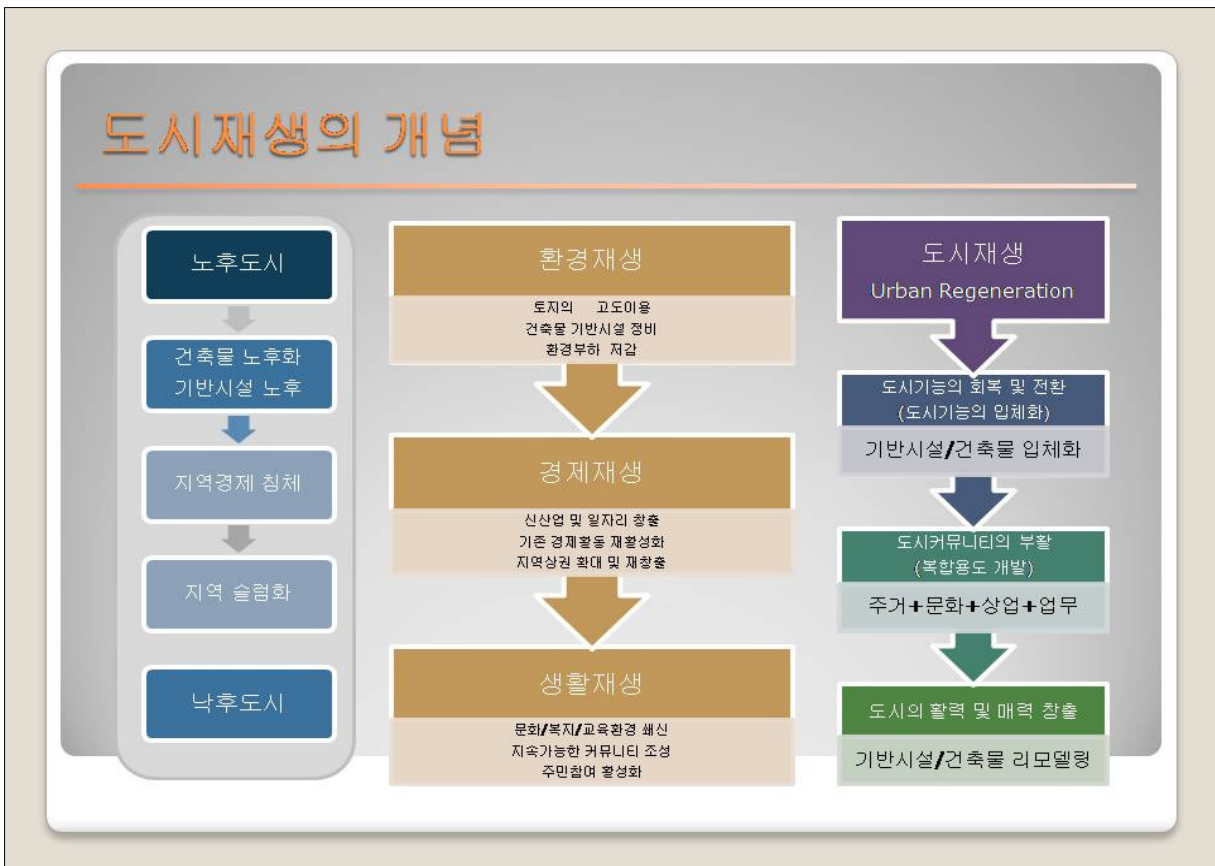 도시재생의 개념
노후도시
건축물 노후화
기반시설 노후
지역경제 침체
지역 슬럼화
낙후도시
환경재생
토지의 고도이용
건축물 기반시설 정비
환경부하 저감
경제재생
신산업 및 일자리 창출
기존 경제활동 재활성화
지역상권 확대 및 재창출
생활재생
문화/복지/교육환경 쇄신
지속가능한 커뮤니티 조성
주민참여 활성화
도시재생
Urban Regeneration
도시기능의 회복 및 전환
(도시기능의 입체화)
기반시설/건축물 입체화
도시커뮤니티의 부활
(복합용도 개발)
주거+문화+상업+업무
도시의 활력 및 매력 창출
기반시설/건축물 리모델링